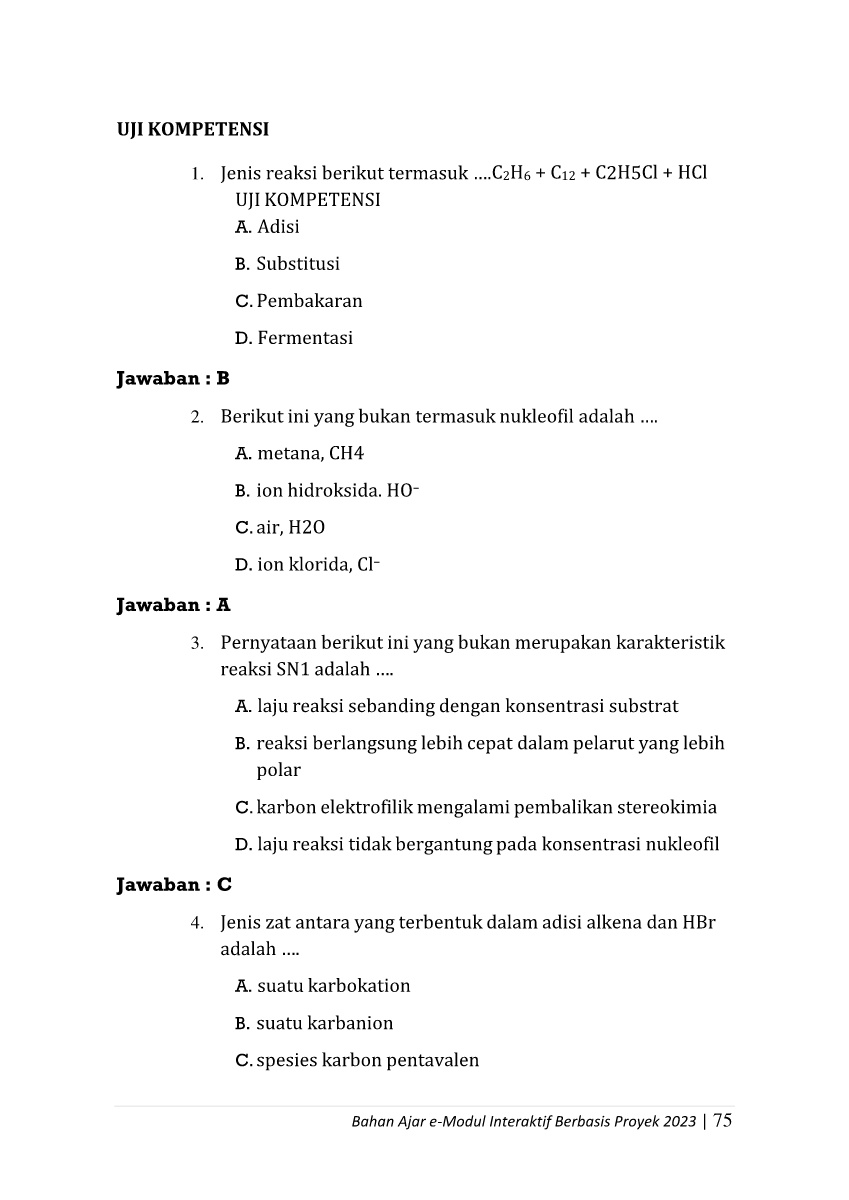 UJI KOMPETENSI
1. Jenis reaksi berikut termasuk ....C₂H₆ + C₁₂ + C2H5Cl + HCl
UJI KOMPETENSI
A. Adisi
B. Substitusi
C. Pembakaran
D. Fermentasi
Jawaban : B
2. Berikut ini yang bukan termasuk nukleofil adalah ....
A. metana, CH4
B. ion hidroksida. HO⁻
C. air, H2O
D. ion klorida, Cl⁻
Jawaban : A
3. Pernyataan berikut ini yang bukan merupakan karakteristik
reaksi SN1 adalah ....
A. laju reaksi sebanding dengan konsentrasi substrat
B. reaksi berlangsung lebih cepat dalam pelarut yang lebih
polar
C. karbon elektrofilik mengalami pembalikan stereokimia
D. laju reaksi tidak bergantung pada konsentrasi nukleofil
Jawaban : C
4. Jenis zat antara yang terbentuk dalam adisi alkena dan HBr
adalah ....
A. suatu karbokation
B. suatu karbanion
C. spesies karbon pentavalen
Bahan Ajar e-Modul Interaktif Berbasis Proyek 2023 | 75